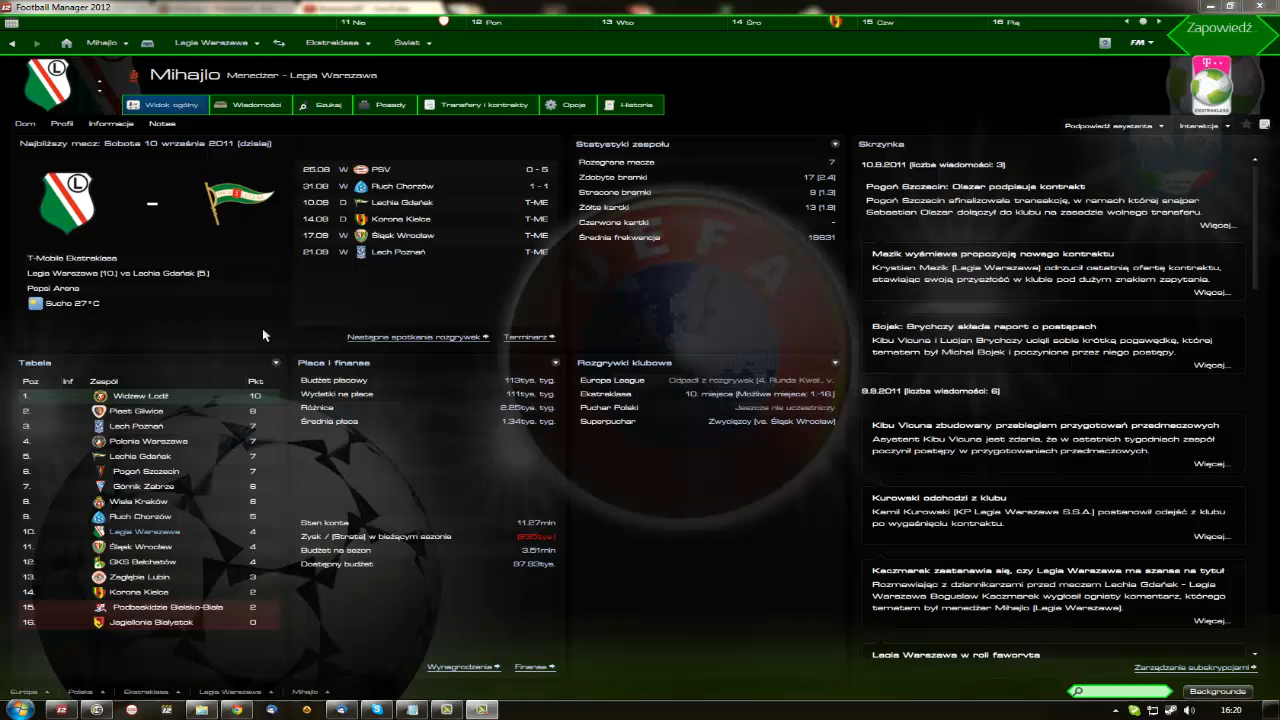 Football Manager 2012
11 Nie
12 Pon
13 Wto
14 Śro
15 Czw
16 Pią
Mihajlo
Legia Warszawa
Ekstraklasa
Świat
FM
Zapowiedź..
Mihajlo Menedżer - Legia Warszawa
Widok ogólny
Wiadomości
Szukaj
Posady
Transfery i kontrakty
Opcje
Historia
Dom Profil Informacje Notes
Podpowiedź asystenta
Interakcja
Najbliższy mecz: Sobota 10 września 2011 (dzisiaj)
T-Mobile Ekstraklasa
Legia Warszawa (10.) vs Lechia Gdańsk (5.)
Pepsi Arena
Sucho 27°C
25.08 W PSV 0 - 5
31.08 W Ruch Chorzów 1 - 1
10.09 D Lechia Gdańsk T-ME
14.09 D Korona Kielce T-ME
17.09 W Śląsk Wrocław T-ME
21.09 W Lech Poznań T-ME
Następne spotkania rozgrywek
Terminarz
Statystyki zespołu
Rozegrane mecze 7
Zdobyte bramki 17 (2.4)
Stracone bramki 9 (1.3)
Żółte kartki 13 (1.9)
Czerwone kartki -
Średnia frekwencja 19631
Skrzynka
10.9.2011 (liczba wiadomości: 3)
Pogoń Szczecin: Olszar podpisuje kontrakt
Pogoń Szczecin sfinalizowała transakcję, w ramach której snajper
Sebastian Olszar dołączył do klubu na zasadzie wolnego transferu.
Więcej...
Mazik wyśmiewa propozycję nowego kontraktu
Krystian Mazik (Legia Warszawa) odrzucił ostatnią ofertę kontraktu,
stawiając swoją przyszłość w klubie pod dużym znakiem zapytania.
Więcej...
Bojek: Brychczy składa raport o postępach
Kibu Vicuna i Lucjan Brychczy ucięli sobie krótką pogawędkę, której
tematem był Michał Bojek i poczynione przez niego postępy.
Więcej...
9.9.2011 (liczba wiadomości: 6)
Kibu Vicuna zbudowany przebiegiem przygotowań przedmeczowych
Asystent Kibu Vicuna jest zdania, że w ostatnich tygodniach zespół
poczynił postępy w przygotowaniach przedmeczowych.
Więcej...
Kurowski odchodzi z klubu
Kamil Kurowski (KP Legia Warszawa S.S.A.) postanowił odejść z klubu
po wygaśnięciu kontraktu.
Więcej...
Kaczmarek zastanawia się, czy Legia Warszawa ma szanse na tytuł
Rozmawiając z dziennikarzami przed meczem Lechia Gdańsk - Legia
Warszawa Bogusław Kaczmarek wygłosił ognisty komentarz, którego
tematem był menedżer Mihajlo (Legia Warszawa).
Więcej...
Legia Warszawa w roli faworyta
Zarządzanie subskrypcjami
Tabela
Poz Inf Zespół Pkt
1. Widzew Łódź 10
2. Piast Gliwice 8
3. Lech Poznań 7
4. Polonia Warszawa 7
5. Lechia Gdańsk 7
6. Pogoń Szczecin 7
7. Górnik Zabrze 6
8. Wisła Kraków 6
9. Ruch Chorzów 5
10. Legia Warszawa 4
11. Śląsk Wrocław 4
12. GKS Bełchatów 4
13. Zagłębie Lubin 3
14. Korona Kielce 2
15. Podbeskidzie Bielsko-Biała 2
16. Jagiellonia Białystok 0
Płace i finanse
Budżet płacowy 113tys. tyg.
Wydatki na płace 111tys. tyg.
Różnica 2.25tys. tyg.
Średnia płaca 1.34tys. tyg.
Stan konta 11.27mln
Zysk / (Strata) w bieżącym sezonie (235tys.)
Budżet na sezon 3.51mln
Dostępny budżet 97.83tys.
Wynagrodzenia
Finanse
Rozgrywki klubowe
Europa League Odpadł z rozgrywek (4. Runda Kwal., v..
Ekstraklasa 10. miejsce (Możliwe miejsca: 1.-16.)
Puchar Polski Jeszcze nie uczestniczy
Superpuchar Zwycięzcy (vs. Śląsk Wrocław)
Europa
Polska
Ekstraklasa
Legia Warszawa
Mihajlo
Backgrounds
16:20